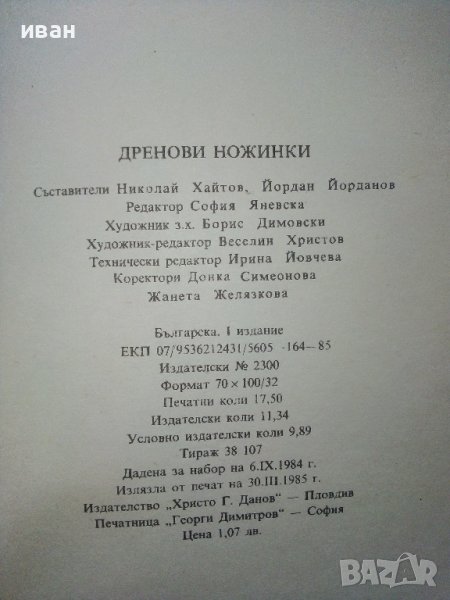 иван
ДРЕНОВИ НОЖИНКИ
Съставители Николай Хайтов, Йордан Йорданов
Редактор София Яневска
Художник з.х. Борис Димовски
Художник-редактор Веселин Христов
Технически редактор Ирина Йовчева
Коректори Донка Симеонова
Жанета Желязкова
Българска. I издание
ЕКП 07/9536212431/5605 -164-85
Издателски № 2300
Формат 70 × 100/32
Печатни коли 17,50
Издателски коли 11,34
Условно издателски коли 9,89
Тираж 38 107
Дадена за набор на 6.IX.1984 г.
Излязла от печат на 30.III.1985 г.
Издателство „Христо Г. Данов" — Пловдив
Печатница „Георги Димитров" — София
Цена 1,07 лв.
BAZAR